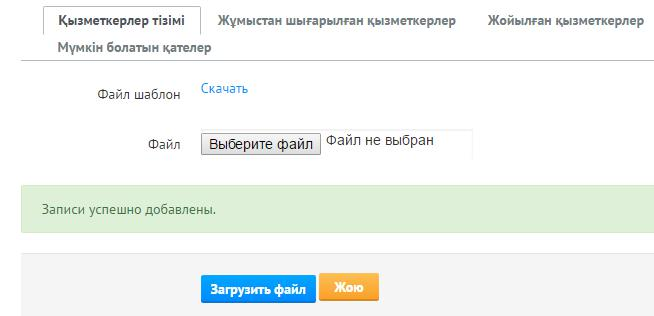 Қызметкерлер тізімі Жұмыстан шығарылған қызметкерлер Жойылған қызметкерлер
Мүмкін болатын қателер
Файл шаблон Скачать
Файл Выберите файл Файл не выбран
Записи успешно добавлены.
Загрузить файл Жою